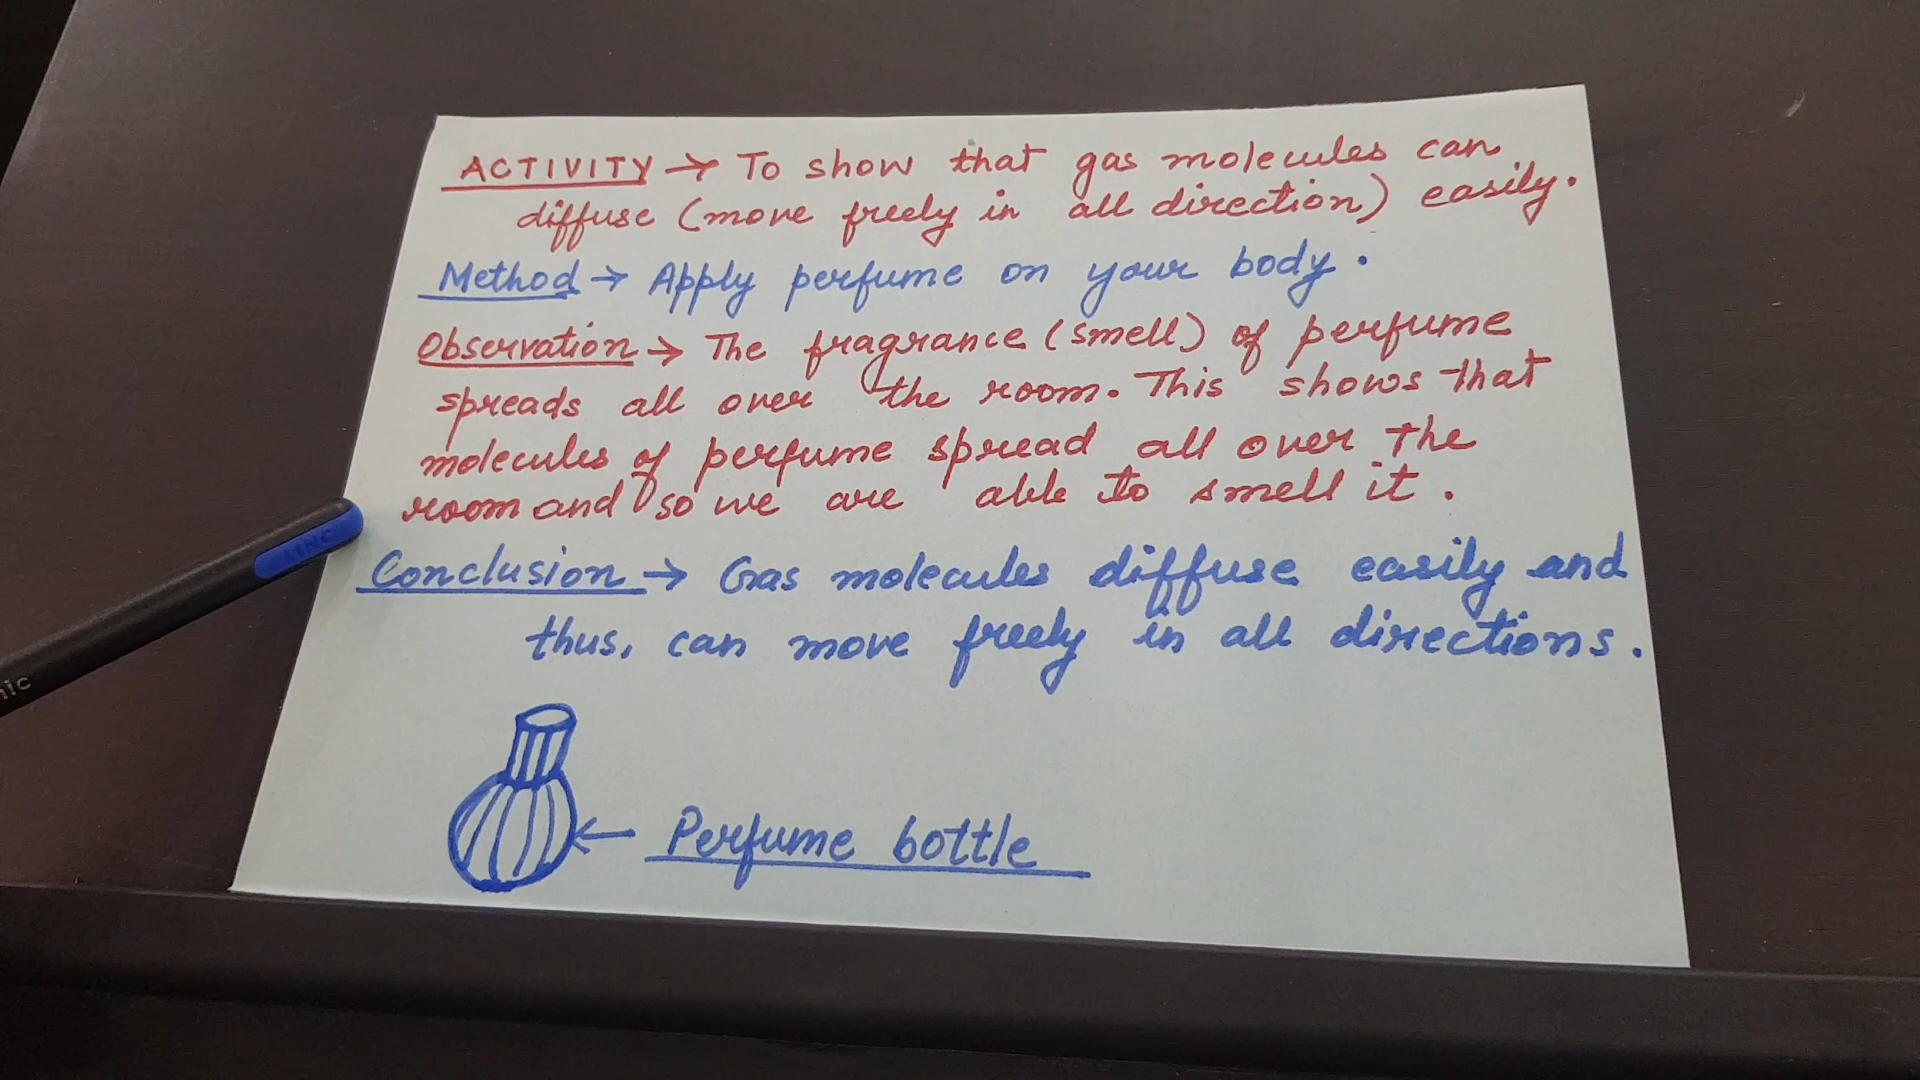 ACTIVITY → To show that gas molecules can
diffuse (move freely in all direction) easily.
Method → Apply perfume on your body.
Observation → The fragrance (smell) of perfume
spreads all over the room. This shows that
molecules of perfume spread all over the
room and so we are able to smell it.
LINC
nic
Conclusion → Gas molecules diffuse easily and
thus, can move freely in all directions.
← Perfume bottle